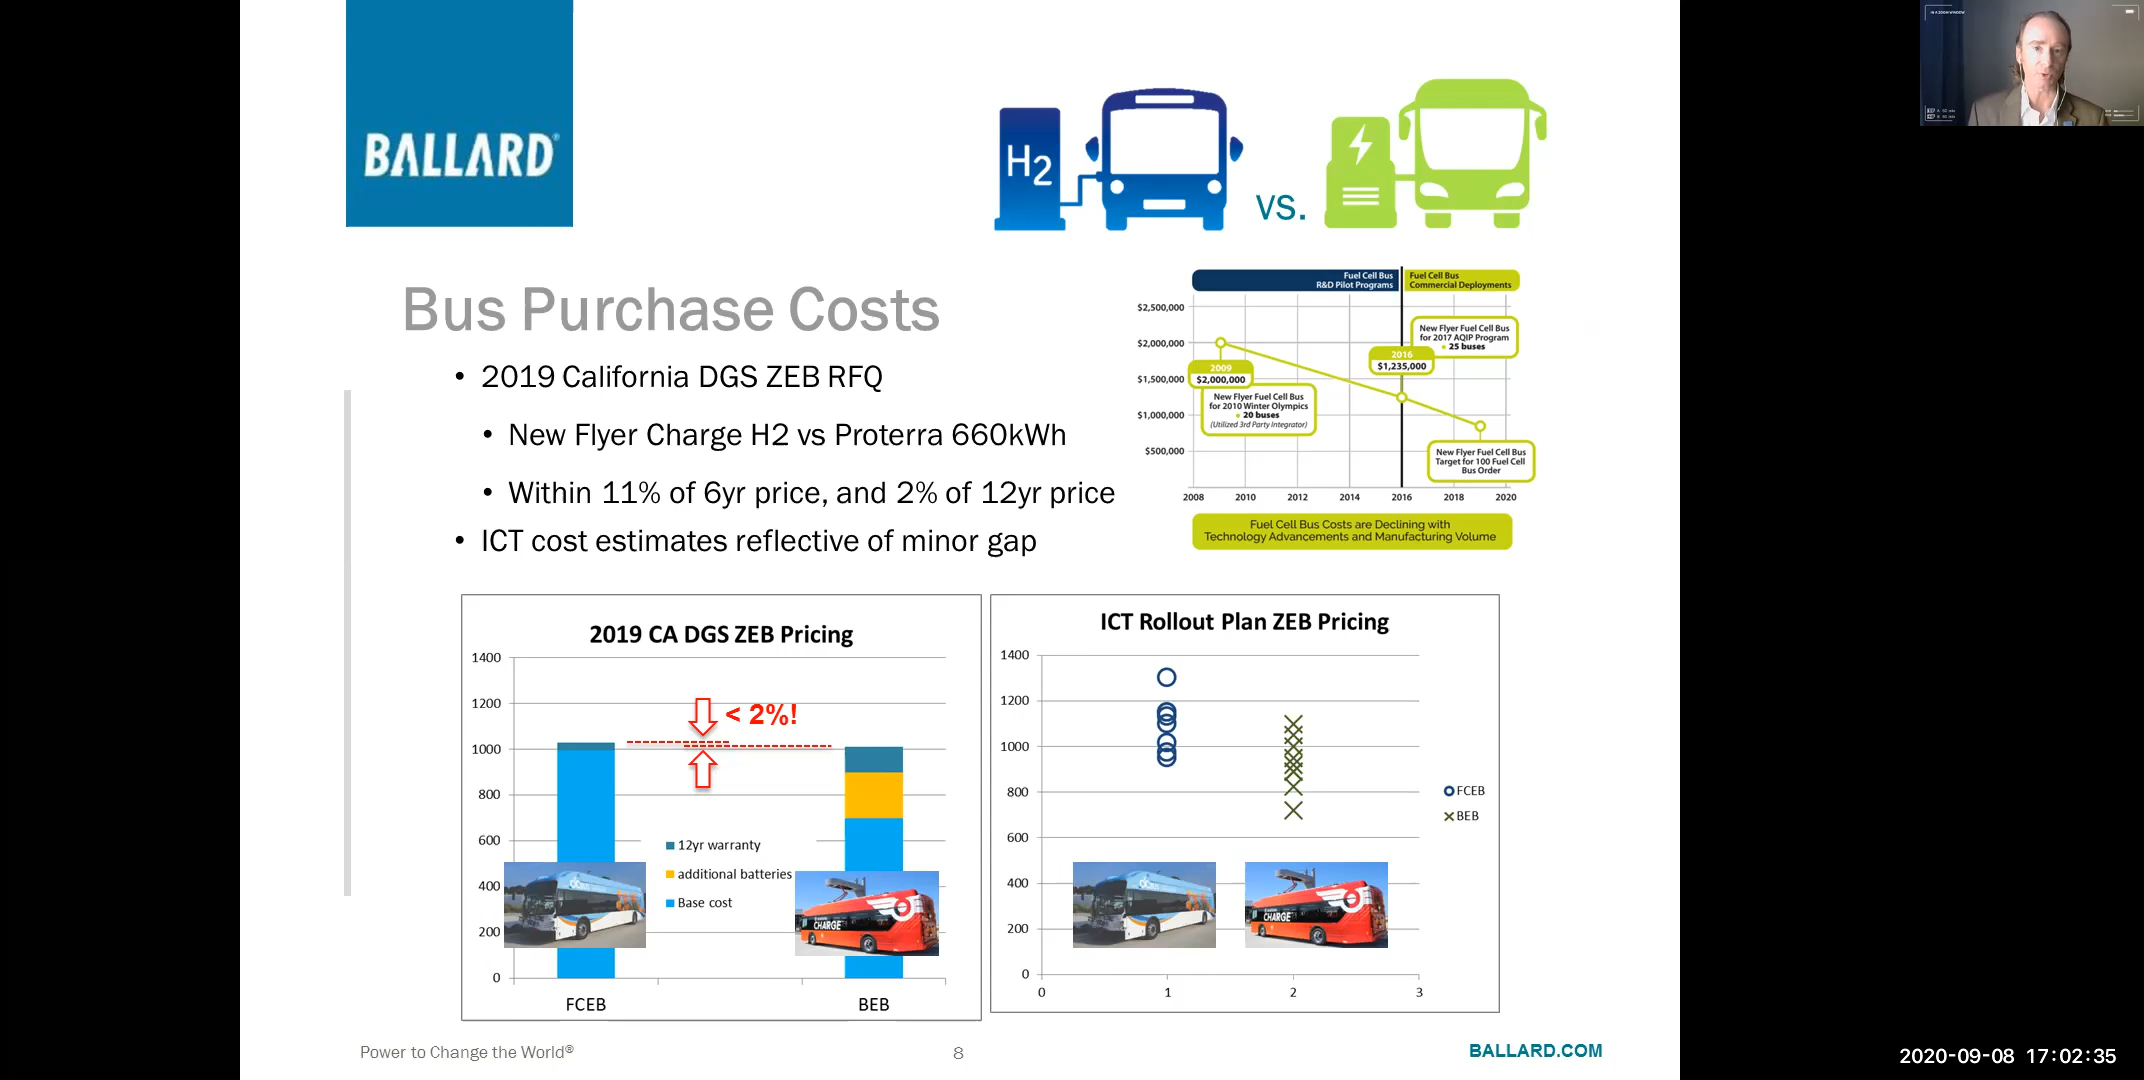 BALLARD®
H2
VS.
Bus Purchase Costs
• 2019 California DGS ZEB RFQ
• New Flyer Charge H2 vs Proterra 660kWh
• Within 11% of 6yr price, and 2% of 12yr price
• ICT cost estimates reflective of minor gap
Fuel Cell Bus
R&D Pilot Programs
Fuel Cell Bus
Commercial Deployments
$2,500,000
$2,000,000
$1,500,000
$1,000,000
$500,000
2009
$2,000,000
New Flyer Fuel Cell Bus
for 2010 Winter Olympics
• 20 buses
(Utilized 3rd Party Integrator)
2016
$1,235,000
New Flyer Fuel Cell Bus
for 2017 AQIP Program
• 25 buses
New Flyer Fuel Cell Bus
Target for 100 Fuel Cell
Bus Order
2008 2010 2012 2014 2016 2018 2020
Fuel Cell Bus Costs are Declining with
Technology Advancements and Manufacturing Volume
2019 CA DGS ZEB Pricing
1400
1200
1000
800
600
400
200
0
< 2%!
12yr warranty
additional batteries
Base cost
CHARGE
FCEB BEB
ICT Rollout Plan ZEB Pricing
1400
1200
1000
800
600
400
200
0
FCEB
BEB
CHARGE
0 1 2 3
Power to Change the World®
8
BALLARD.COM
2020-09-08 17:02:35